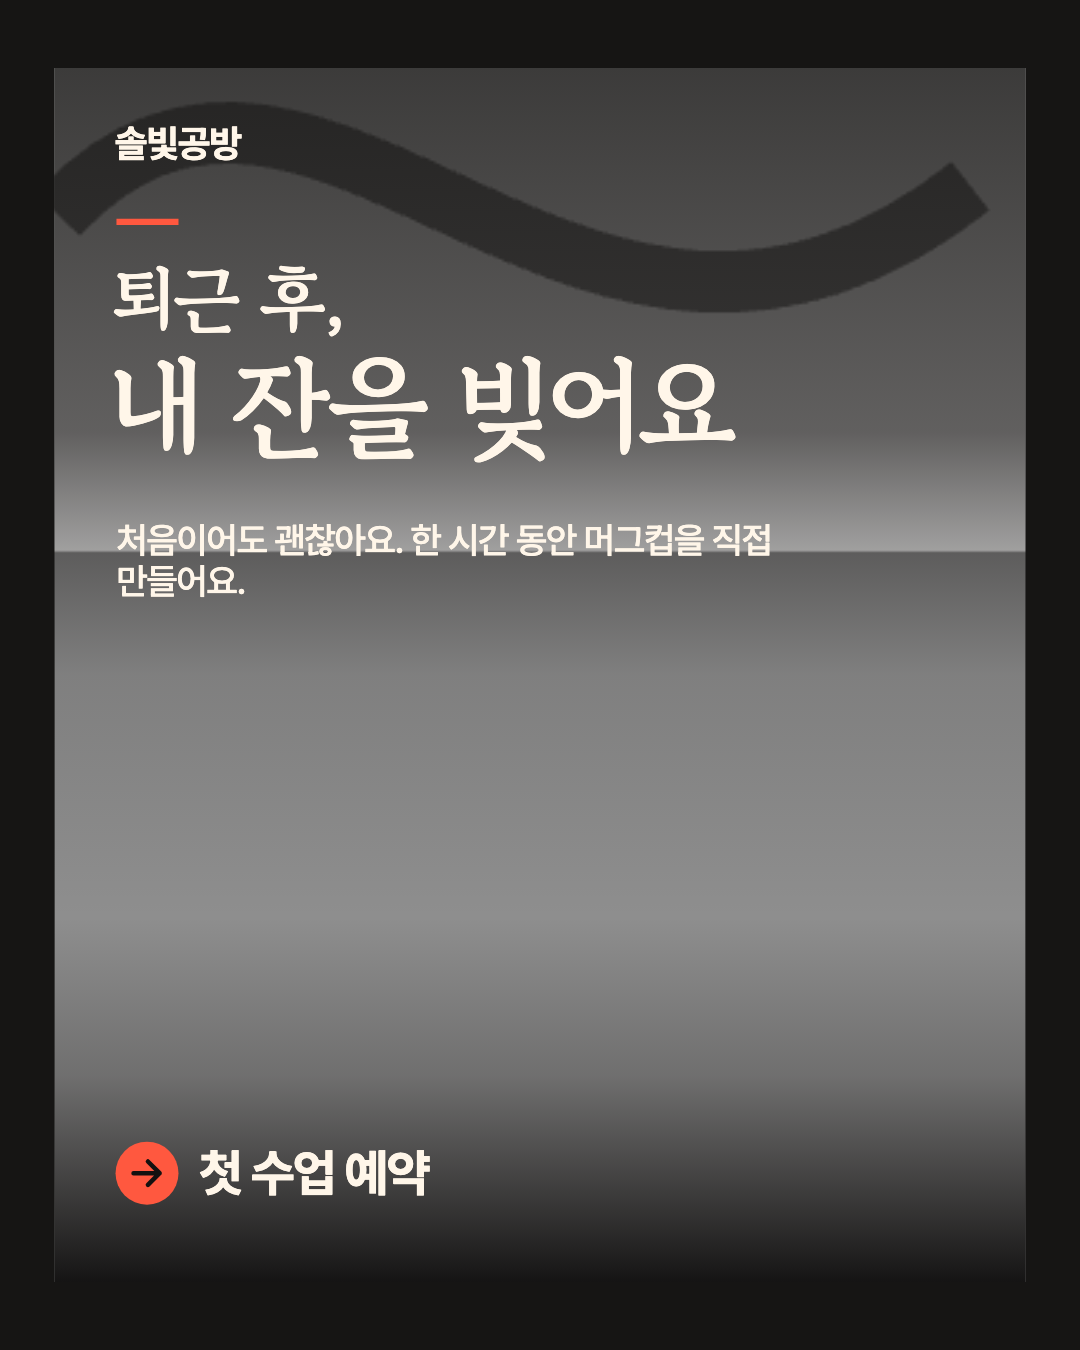 솔빛공방
퇴근 후,
내 잔을 빚어요
처음이어도 괜찮아요. 한 시간 동안 머그컵을 직접
만들어요.
첫 수업 예약